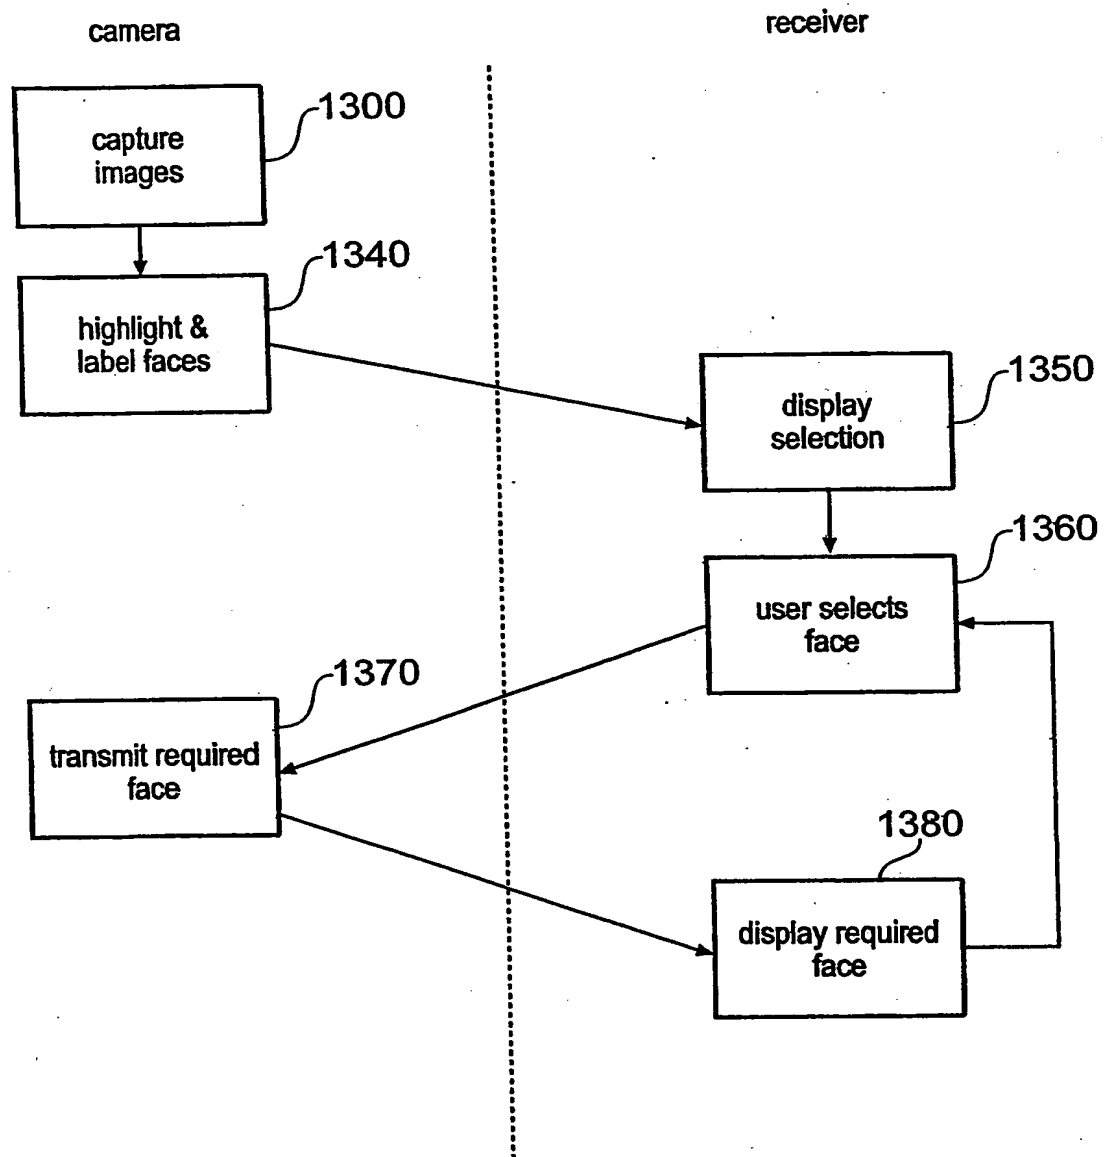 camera
receiver
1300
capture
images
1340
highlight &
label faces
1350
display
selection
1360
user selects
face
1370
transmit required
face
1380
display required
face